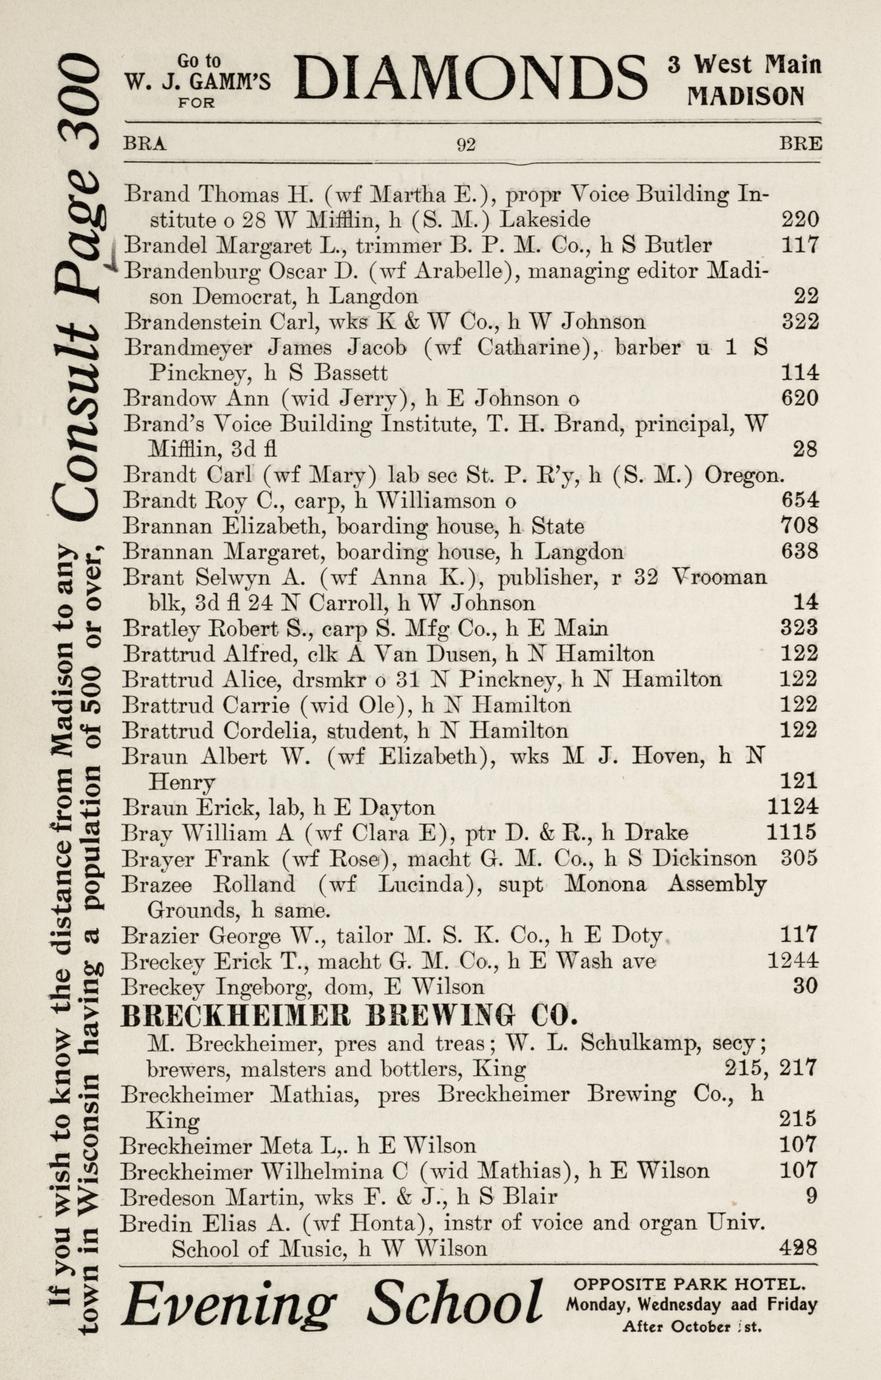 Go to
W. J. GAMM'S
FOR
DIAMONDS
3 West Main
MADISON
BRA 92 BRE
Brand Thomas H. (wf Martha E.), propr Voice Building In-
stitute o 28 W Mifflin, h (S. M.) Lakeside 220
Brandel Margaret L., trimmer B. P. M. Co., h S Butler 117
Brandenburg Oscar D. (wf Arabelle), managing editor Madi-
son Democrat, h Langdon 22
Brandenstein Carl, wks K & W Co., h W Johnson 322
Brandmeyer James Jacob (wf Catharine), barber u 1 S
Pinckney, h S Bassett 114
Brandow Ann (wid Jerry), h E Johnson o 620
Brand's Voice Building Institute, T. H. Brand, principal, W
Mifflin, 3d fl 28
Brandt Carl (wf Mary) lab sec St. P. R'y, h (S. M.) Oregon.
Brandt Roy C., carp, h Williamson o 654
Brannan Elizabeth, boarding house, h State 708
Brannan Margaret, boarding house, h Langdon 638
Brant Selwyn A. (wf Anna K.), publisher, r 32 Vrooman
blk, 3d fl 24 N Carroll, h W Johnson 14
Bratley Robert S., carp S. Mfg Co., h E Main 323
Brattrud Alfred, clk A Van Dusen, h N Hamilton 122
Brattrud Alice, drsmkr o 31 N Pinckney, h N Hamilton 122
Brattrud Carrie (wid Ole), h N Hamilton 122
Brattrud Cordelia, student, h N Hamilton 122
Braun Albert W. (wf Elizabeth), wks M J. Hoven, h N
Henry 121
Braun Erick, lab, h E Dayton 1124
Bray William A (wf Clara E), ptr D. & R., h Drake 1115
Brayer Frank (wf Rose), macht G. M. Co., h S Dickinson 305
Brazee Rolland (wf Lucinda), supt Monona Assembly
Grounds, h same.
Brazier George W., tailor M. S. K. Co., h E Doty 117
Breckey Erick T., macht G. M. Co., h E Wash ave 1244
Breckey Ingeborg, dom, E Wilson 30
BRECKHEIMER BREWING CO.
M. Breckheimer, pres and treas; W. L. Schulkamp, secy;
brewers, malsters and bottlers, King 215, 217
Breckheimer Mathias, pres Breckheimer Brewing Co., h
King 215
Breckheimer Meta L,. h E Wilson 107
Breckheimer Wilhelmina C (wid Mathias), h E Wilson 107
Bredeson Martin, wks F. & J., h S Blair 9
Bredin Elias A. (wf Honta), instr of voice and organ Univ.
School of Music, h W Wilson 428
Evening School
OPPOSITE PARK HOTEL.
Monday, Wednesday aad Friday
After October 1st.
If you wish to know the distance from Madison to any
town in Wisconsin having a population of 500 or over,
Consult Page 300